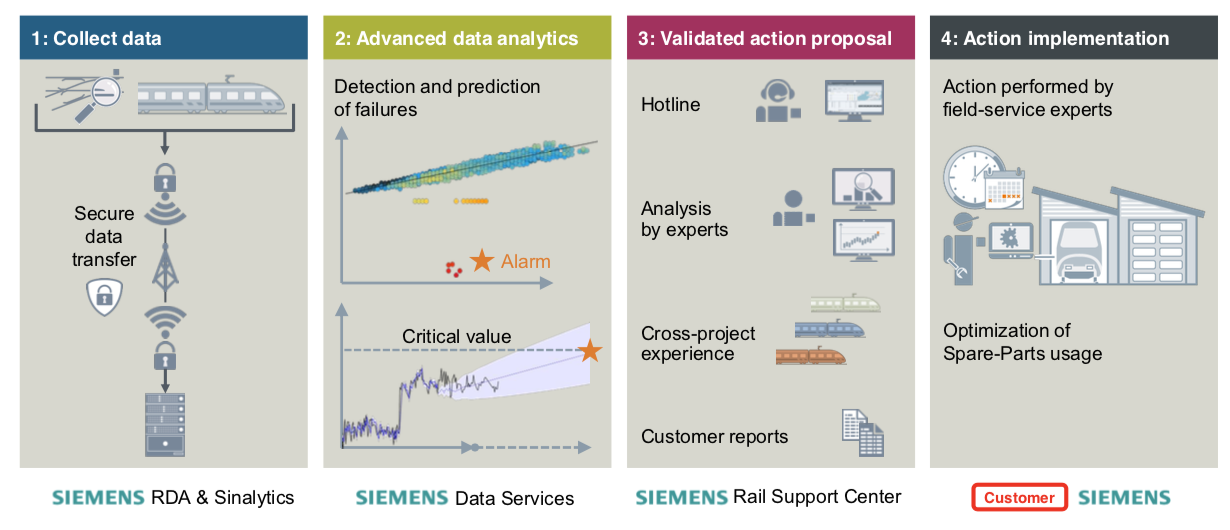 1: Collect data
Secure
data
transfer
SIEMENS RDA & Sinalytics
2: Advanced data analytics
Detection and prediction
of failures
Alarm
Critical value
SIEMENS Data Services
3: Validated action proposal
Hotline
Analysis
by experts
Cross-project
experience
Customer reports
SIEMENS Rail Support Center
4: Action implementation
Action performed by
field-service experts
Optimization of
Spare-Parts usage
Customer SIEMENS